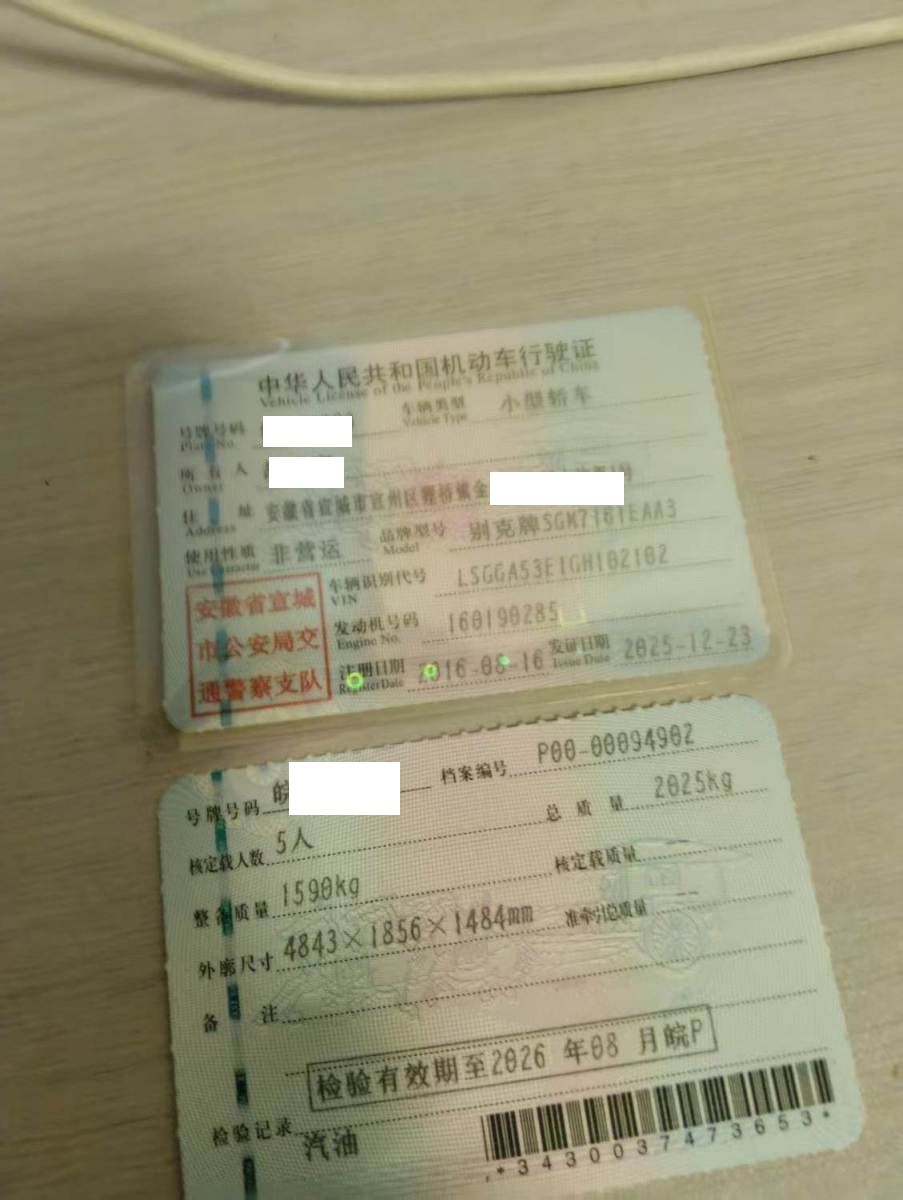 中华人民共和国机动车行驶证
Vehicle License of the People's Republic of China
号牌号码 车辆类型 小型轿车
Plate No. Vehicle Type
所有人
Owner
住址 安徽省宣城市宣州区 金
Address
使用性质 非营运 品牌型号 别克牌SGM7161EAA3
Use Character Model
安徽省宣城
市公安局交
通警察支队
车辆识别代号 LSGGA53E1GH102102
VIN
发动机号码 160190285
Engine No.
注册日期 2016-08-16 发证日期 2025-12-23
Register Date Issue Date
号牌号码 皖 档案编号 P00-00094902
核定载人数 5人 总质量 2025kg
整备质量 1590kg 核定载质量 --
外廓尺寸 4843×1856×1484mm 准牵引总质量 --
备注
检验有效期至2026年08月皖P
检验记录
汽油
*3430037473653*